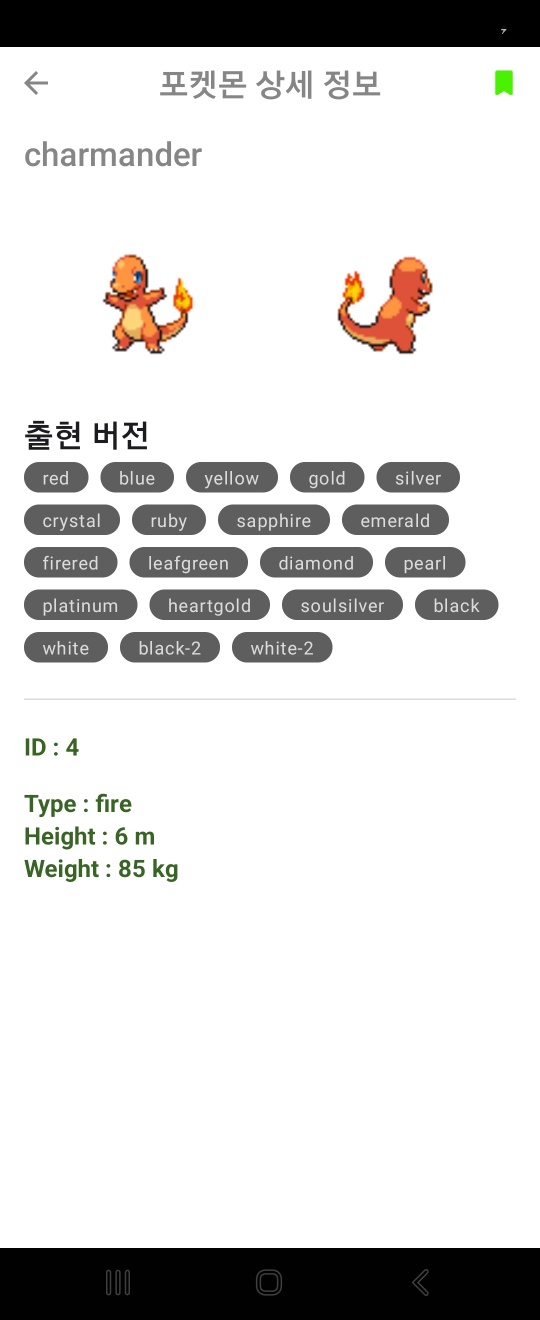 포켓몬 상세 정보
charmander
출현 버전
red blue yellow gold silver
crystal ruby sapphire emerald
firered leafgreen diamond pearl
platinum heartgold soulsilver black
white black-2 white-2
ID : 4
Type : fire
Height : 6 m
Weight : 85 kg